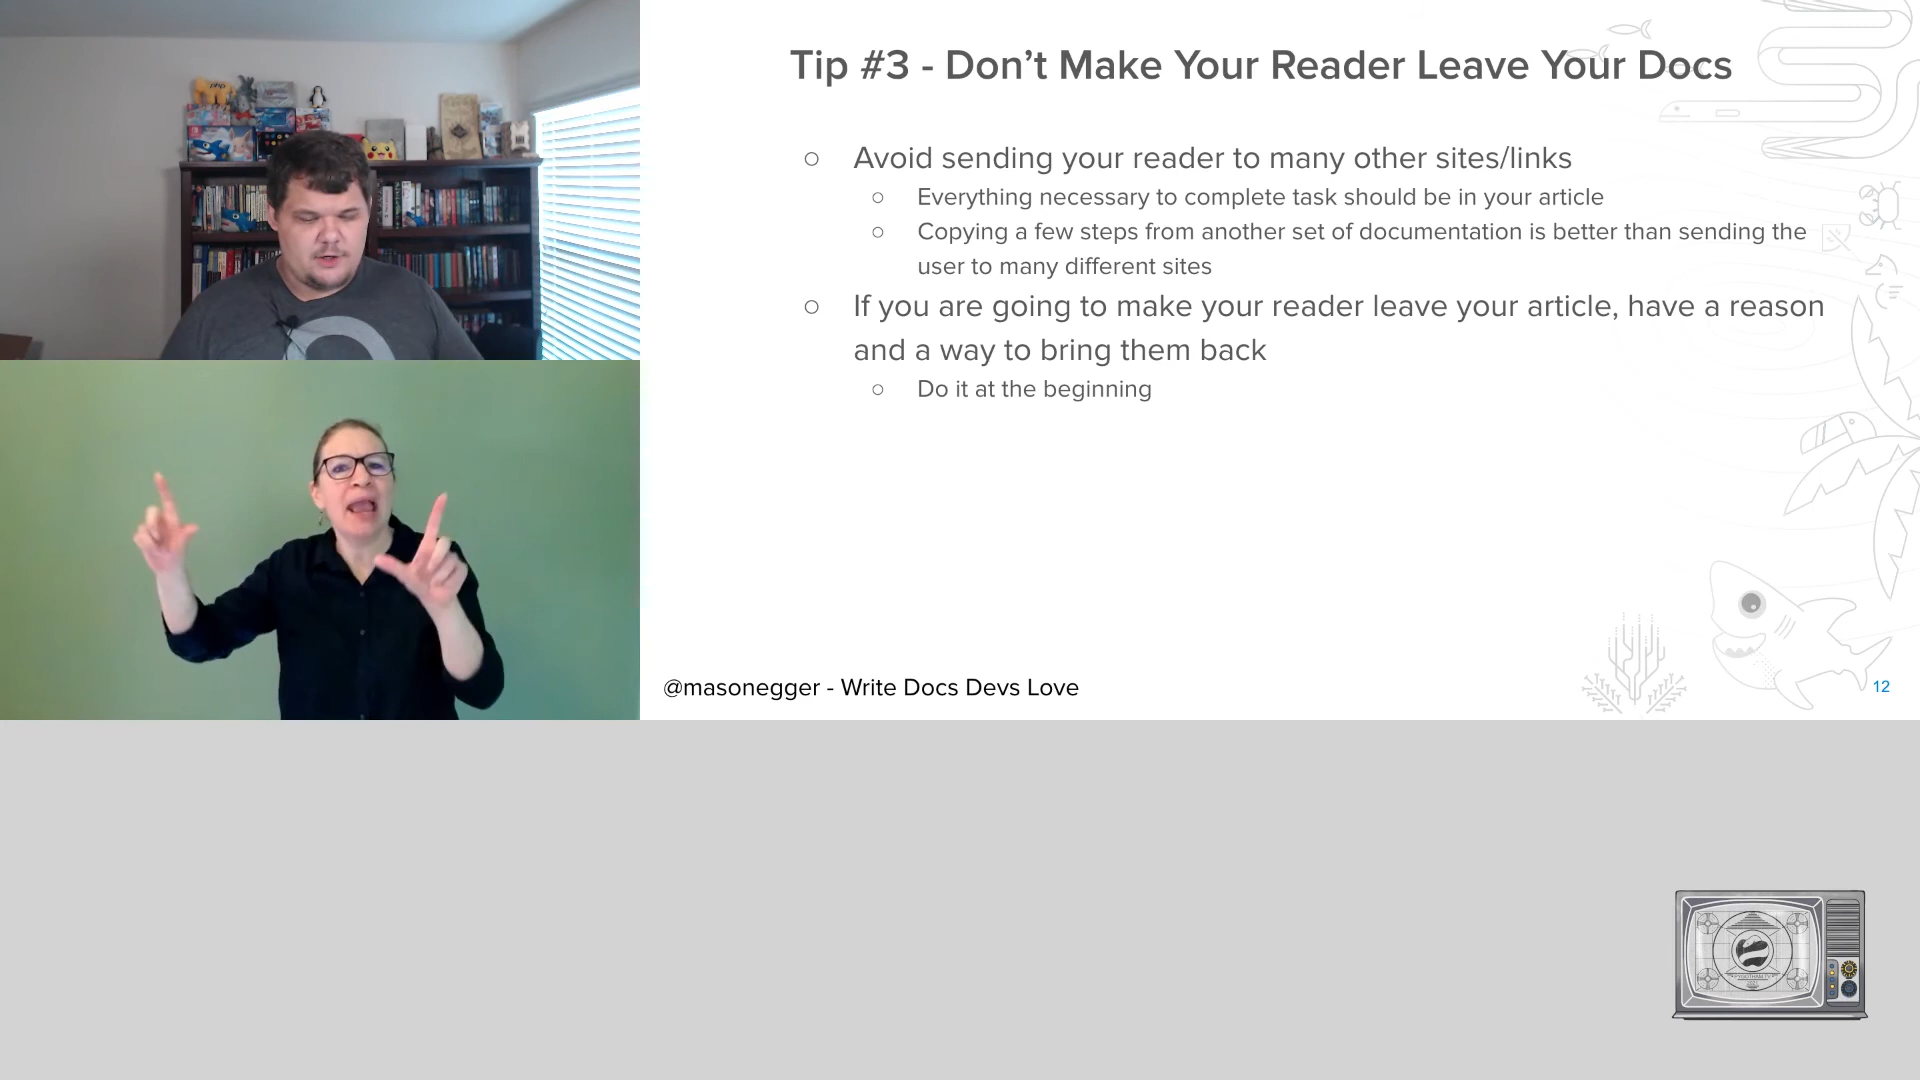 Tip #3 - Don’t Make Your Reader Leave Your Docs
○ Avoid sending your reader to many other sites/links
○ Everything necessary to complete task should be in your article
○ Copying a few steps from another set of documentation is better than sending the
user to many different sites
○ If you are going to make your reader leave your article, have a reason
and a way to bring them back
○ Do it at the beginning
@masonegger - Write Docs Devs Love
12